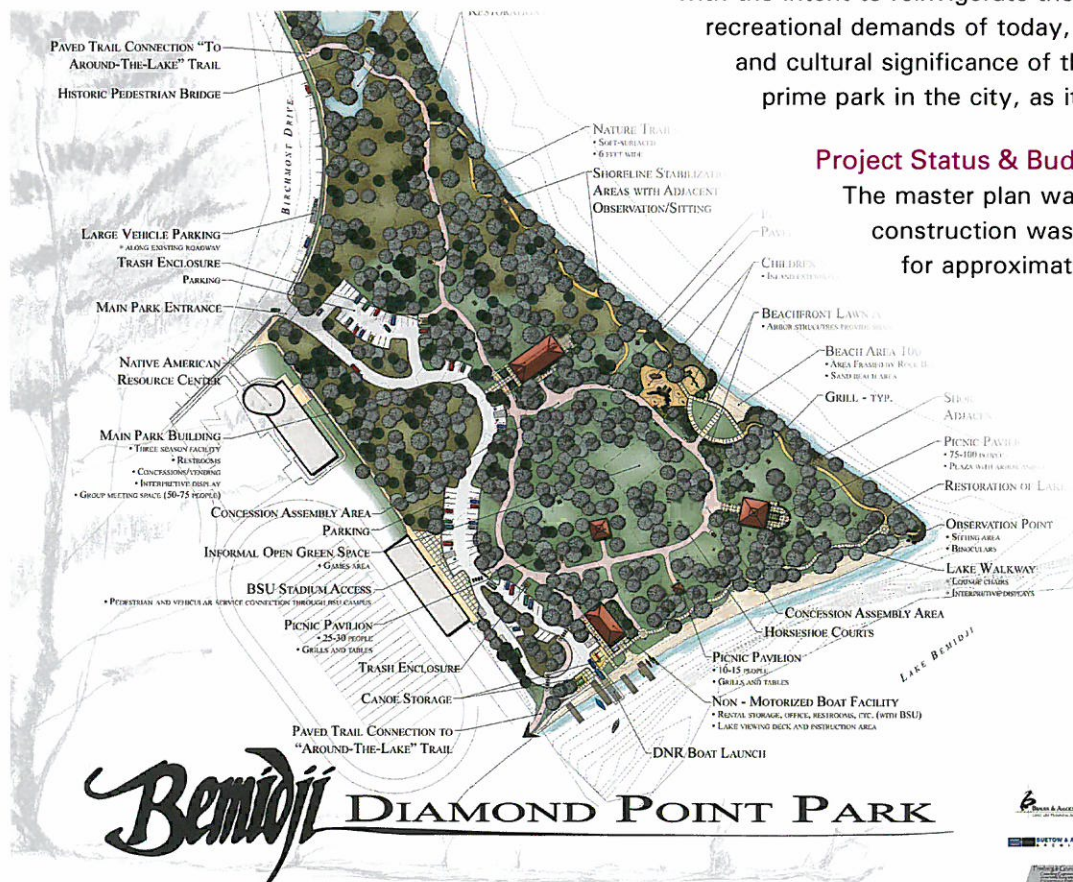 recreational demands of today,
and cultural significance of th
prime park in the city, as it
Project Status & Bud
The master plan wa
construction was
for approximat
PAVED TRAIL CONNECTION "TO
AROUND-THE-LAKE" TRAIL
HISTORIC PEDESTRIAN BRIDGE
BIRCHMONT DRIVE
LARGE VEHICLE PARKING
• ALONG EXISTING ROADWAY
TRASH ENCLOSURE
PARKING
MAIN PARK ENTRANCE
NATIVE AMERICAN
RESOURCE CENTER
MAIN PARK BUILDING
• THREE SEASON FACILITY
• RESTROOMS
• CONCESSIONS/VENDING
• INTERPRETIVE DISPLAY
• GROUP MEETING SPACE (50-75 PEOPLE)
CONCESSION ASSEMBLY AREA
PARKING
INFORMAL OPEN GREEN SPACE
• GAMES AREA
BSU STADIUM ACCESS
• PEDESTRIAN AND VEHICULAR SERVICE CONNECTION THROUGH BSU CAMPUS
PICNIC PAVILION
• 25-30 PEOPLE
• GRILLS AND TABLES
TRASH ENCLOSURE
CANOE STORAGE
PAVED TRAIL CONNECTION TO
"AROUND-THE-LAKE" TRAIL
NATURE TRAI
• SOFT-SURFACED
• 6 FEET WIDE
SHORELINE STABILIZATI
AREAS WITH ADJACENT
OBSERVATION/SITTING
CHILDREN
BEACHFRONT LAWN
BEACH AREA 100
• SAND BEACH AREA
GRILL - TYP.
SHOR
ADJACEN
PICNIC PAVIL
• 75-100 PEOPLE
RESTORATION OF LAKE
OBSERVATION POINT
• SITTING AREA
• BINOCULARS
LAKE WALKWAY
• LOUNGE CHAIRS
• INTERPRETIVE DISPLAYS
CONCESSION ASSEMBLY AREA
HORSESHOE COURTS
PICNIC PAVILION
• 10-15 PEOPLE
• GRILLS AND TABLES
LAKE BEMIDJI
NON - MOTORIZED BOAT FACILITY
• RENTAL STORAGE, OFFICE, RESTROOMS, ETC. (WITH BSU)
• LAKE VIEWING DECK AND INSTRUCTION AREA
DNR BOAT LAUNCH
Bemidji DIAMOND POINT PARK